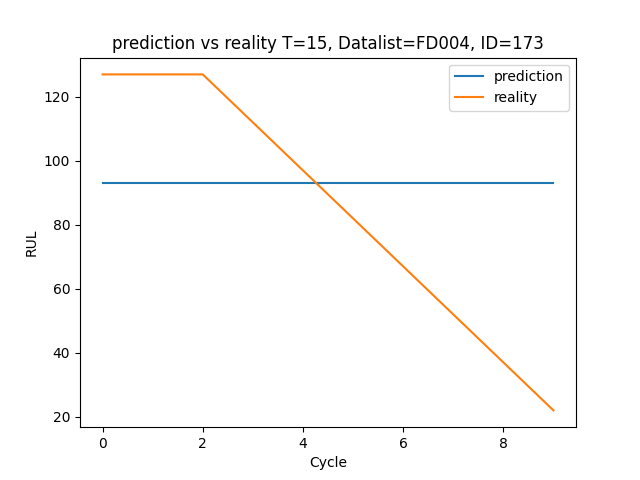 prediction vs reality T=15, Datalist=FD004, ID=173
prediction
reality
120
100
80
60
40
20
RUL
0 2 4 6 8
Cycle